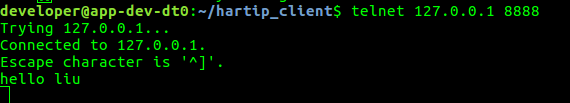 developer@app-dev-dt0:~/hartip_client$ telnet 127.0.0.1 8888
Trying 127.0.0.1...
Connected to 127.0.0.1.
Escape character is '^]'.
hello liu